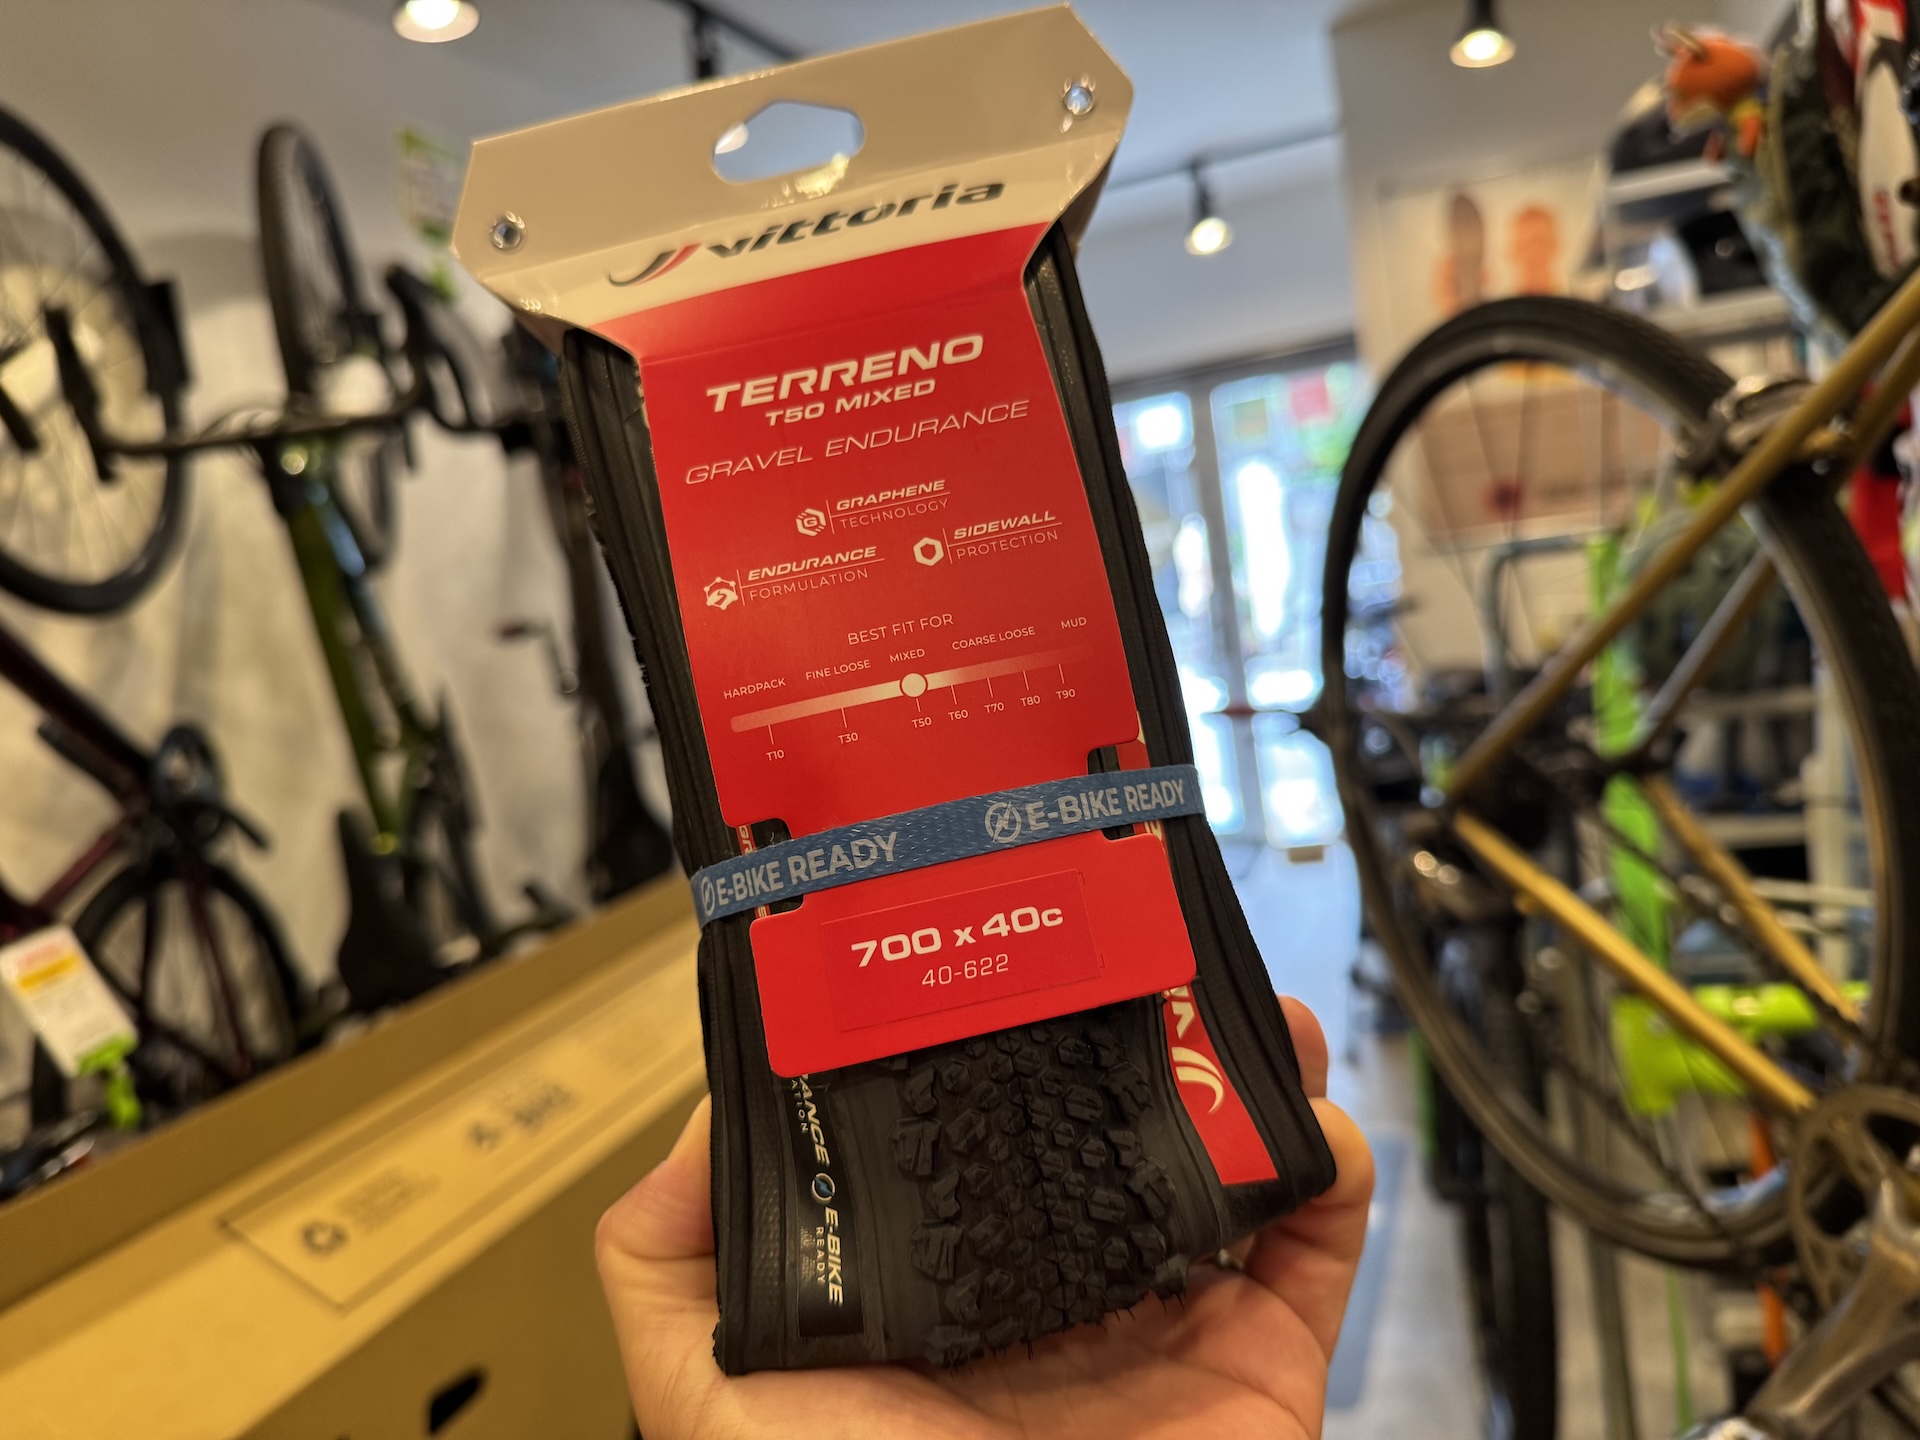 vittoria
TERRENO
T50 MIXED
GRAVEL ENDURANCE
GRAPHENE
TECHNOLOGY
ENDURANCE
FORMULATION
SIDEWALL
PROTECTION
BEST FIT FOR
HARDPACK FINE LOOSE MIXED COARSE LOOSE MUD
T10 T30 T50 T60 T70 T80 T90
E-BIKE READY E-BIKE READY
700 x 40c
40-622
E-BIKE
READY